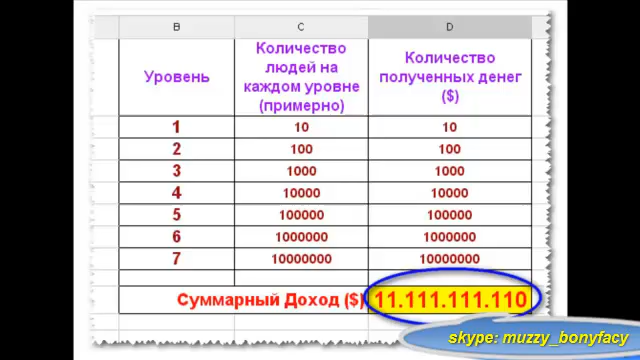 B C D
Уровень Количество людей на каждом уровне (примерно) Количество полученных денег ($)
1 10 10
2 100 100
3 1000 1000
4 10000 10000
5 100000 100000
6 1000000 1000000
7 10000000 10000000
Суммарный Доход ($) 11.111.111.110
skype: muzzy_bonyfacy